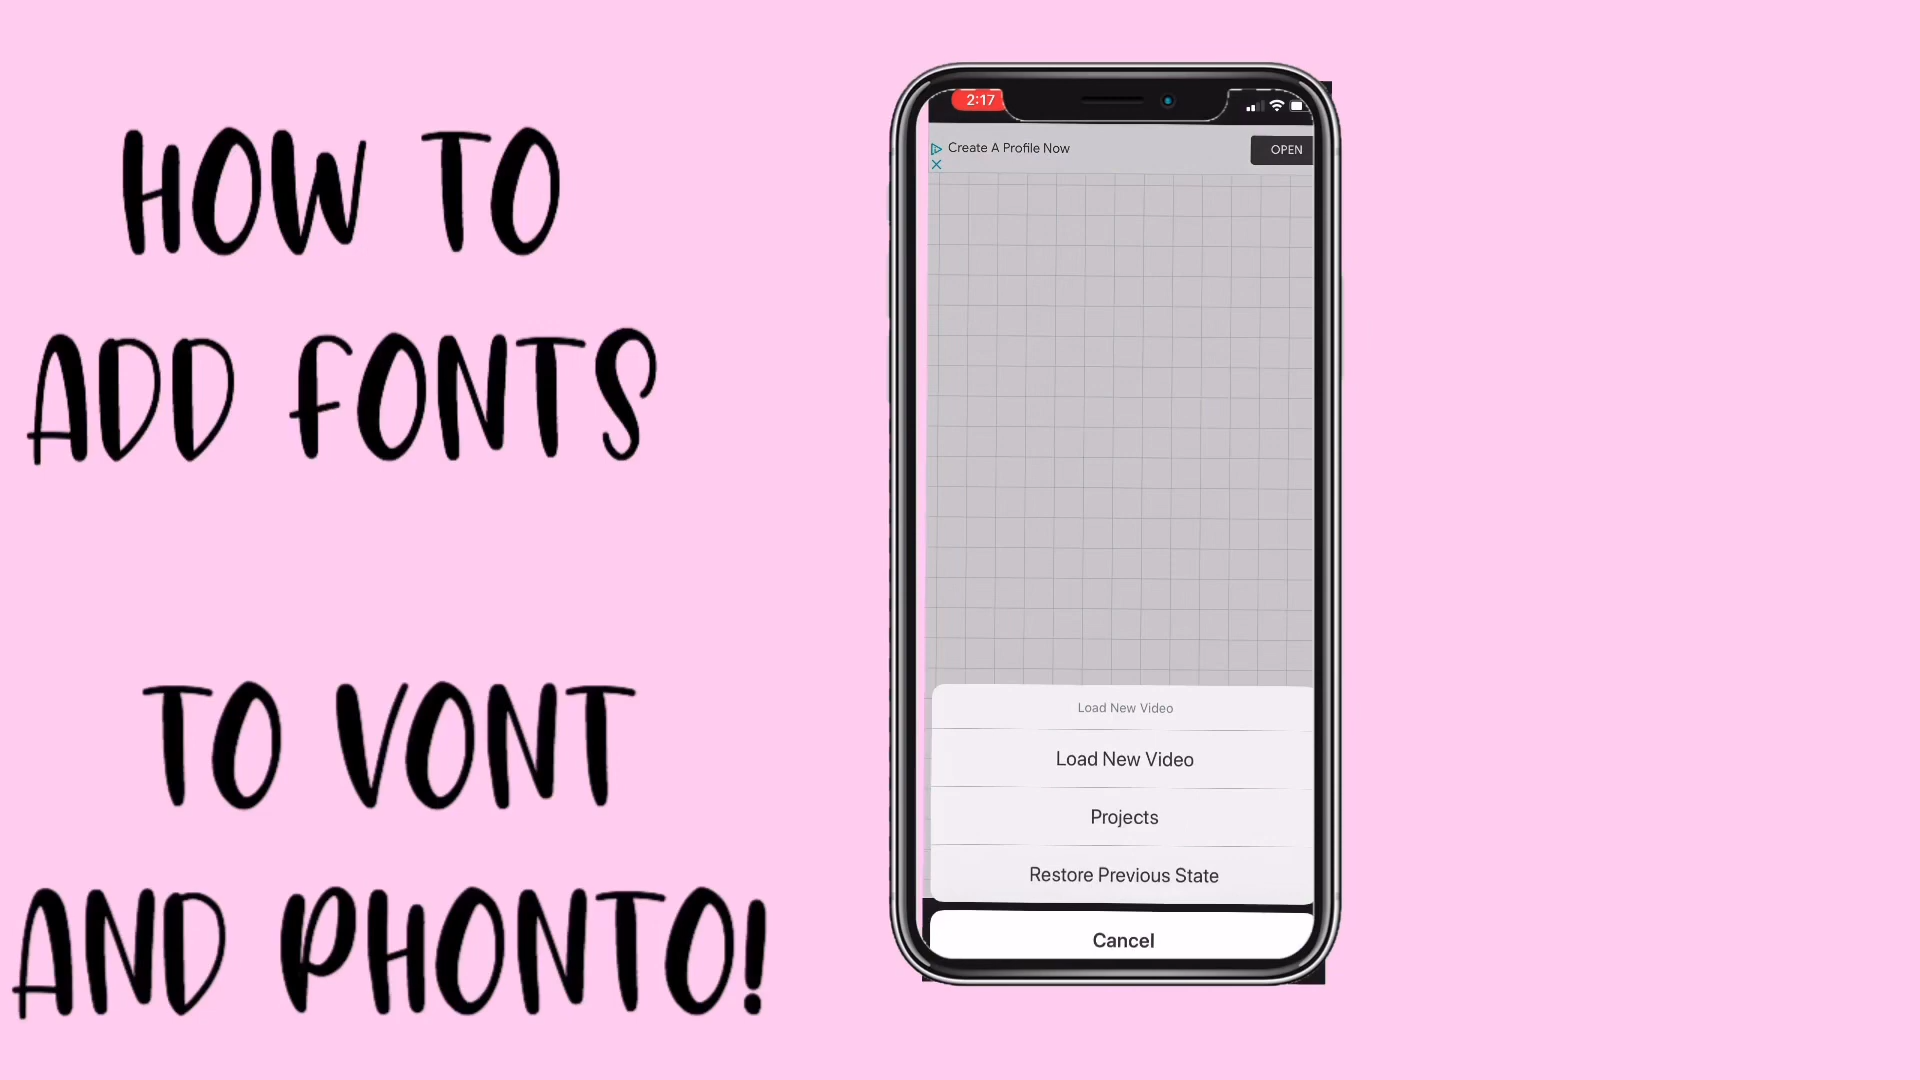 HOW TO
ADD FONTS
TO VONT
AND PHONTO!
2:17
Create A Profile Now
OPEN
Load New Video
Load New Video
Projects
Restore Previous State
Cancel